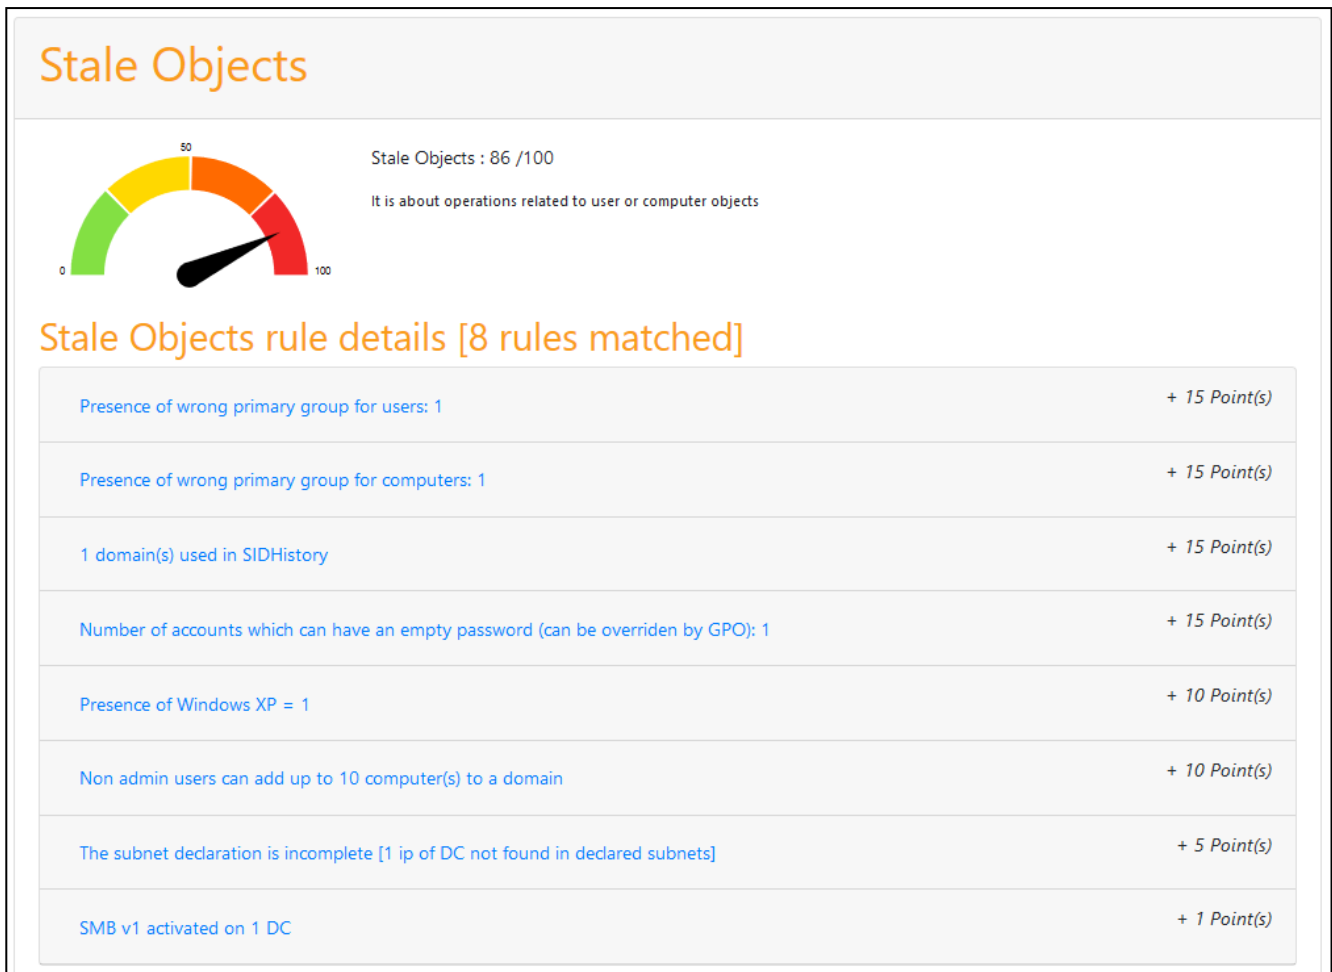 Stale Objects
50
0
100
Stale Objects : 86 /100
It is about operations related to user or computer objects
Stale Objects rule details [8 rules matched]
Presence of wrong primary group for users: 1
+ 15 Point(s)
Presence of wrong primary group for computers: 1
+ 15 Point(s)
1 domain(s) used in SIDHistory
+ 15 Point(s)
Number of accounts which can have an empty password (can be overriden by GPO): 1
+ 15 Point(s)
Presence of Windows XP = 1
+ 10 Point(s)
Non admin users can add up to 10 computer(s) to a domain
+ 10 Point(s)
The subnet declaration is incomplete [1 ip of DC not found in declared subnets]
+ 5 Point(s)
SMB v1 activated on 1 DC
+ 1 Point(s)